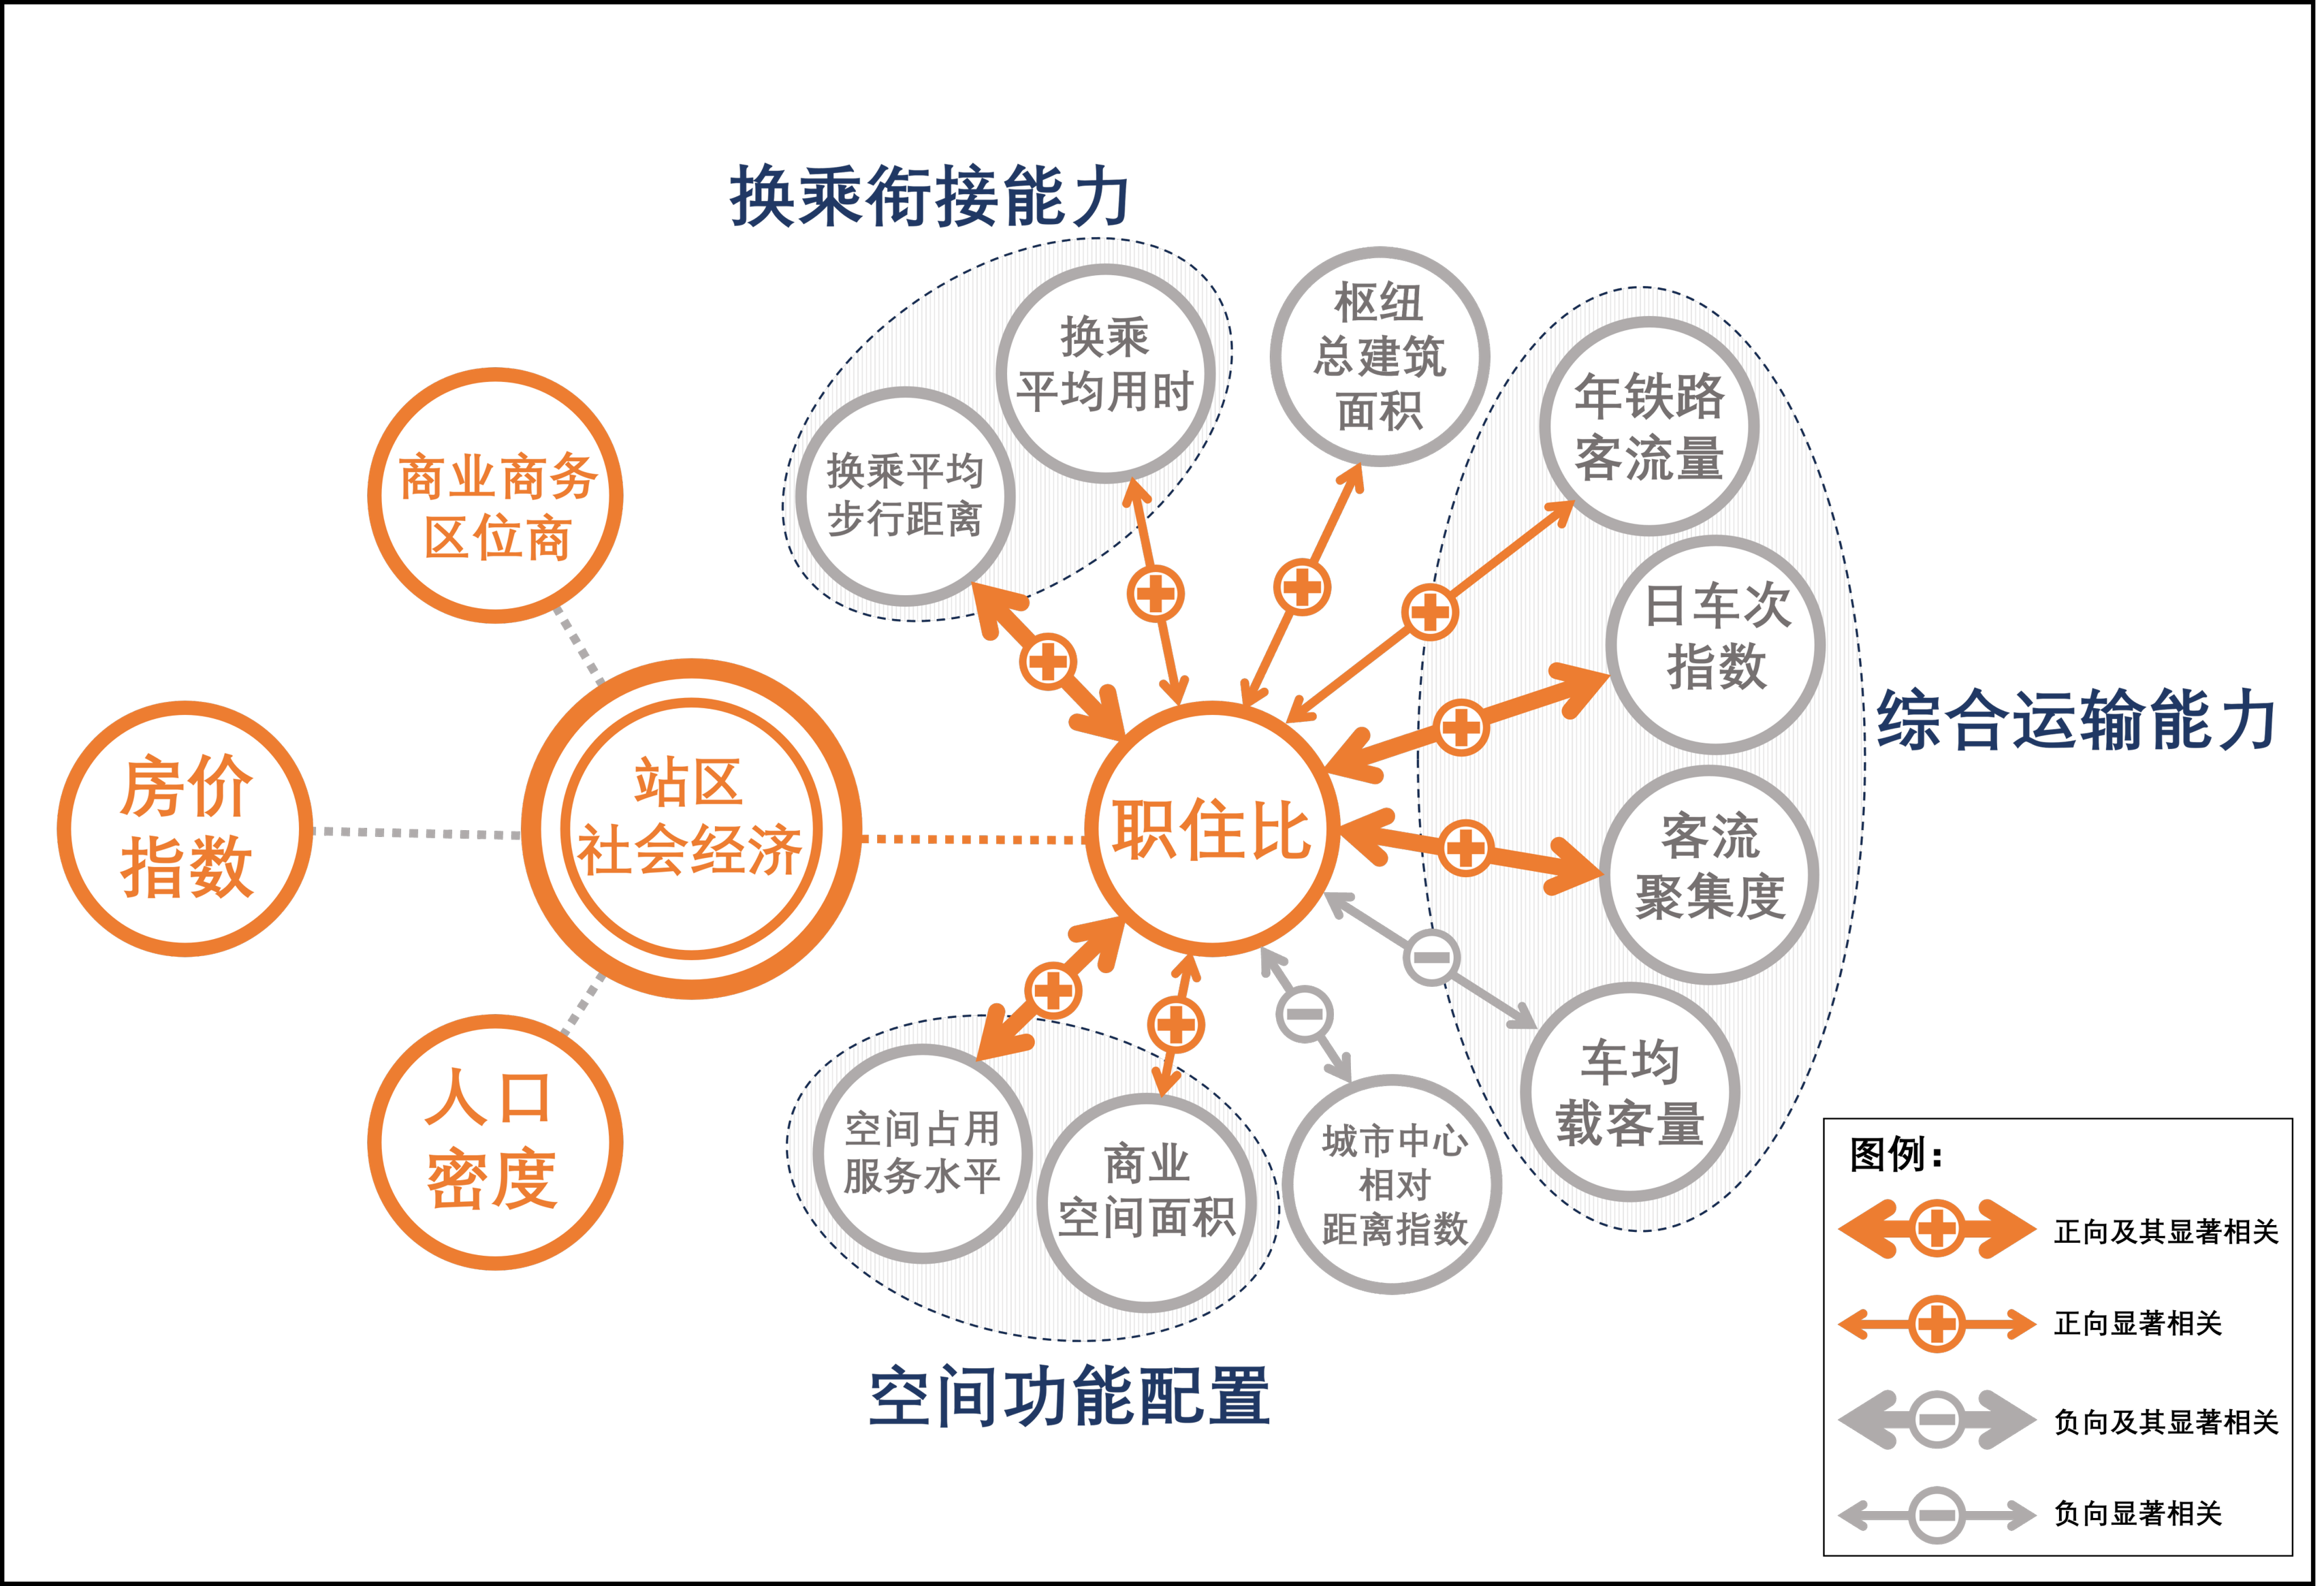 换乘衔接能力
换乘
平均用时
换乘平均
步行距离
枢纽
总建筑
面积
年铁路
客流量
日车次
指数
客流
聚集度
车均
载客量
综合运输能力
商业商务
区位商
房价
指数
站区
社会经济
职住比
人口
密度
空间占用
服务水平
商业
空间面积
城市中心
相对
距离指数
空间功能配置
图例:
正向及其显著相关
正向显著相关
负向及其显著相关
负向显著相关